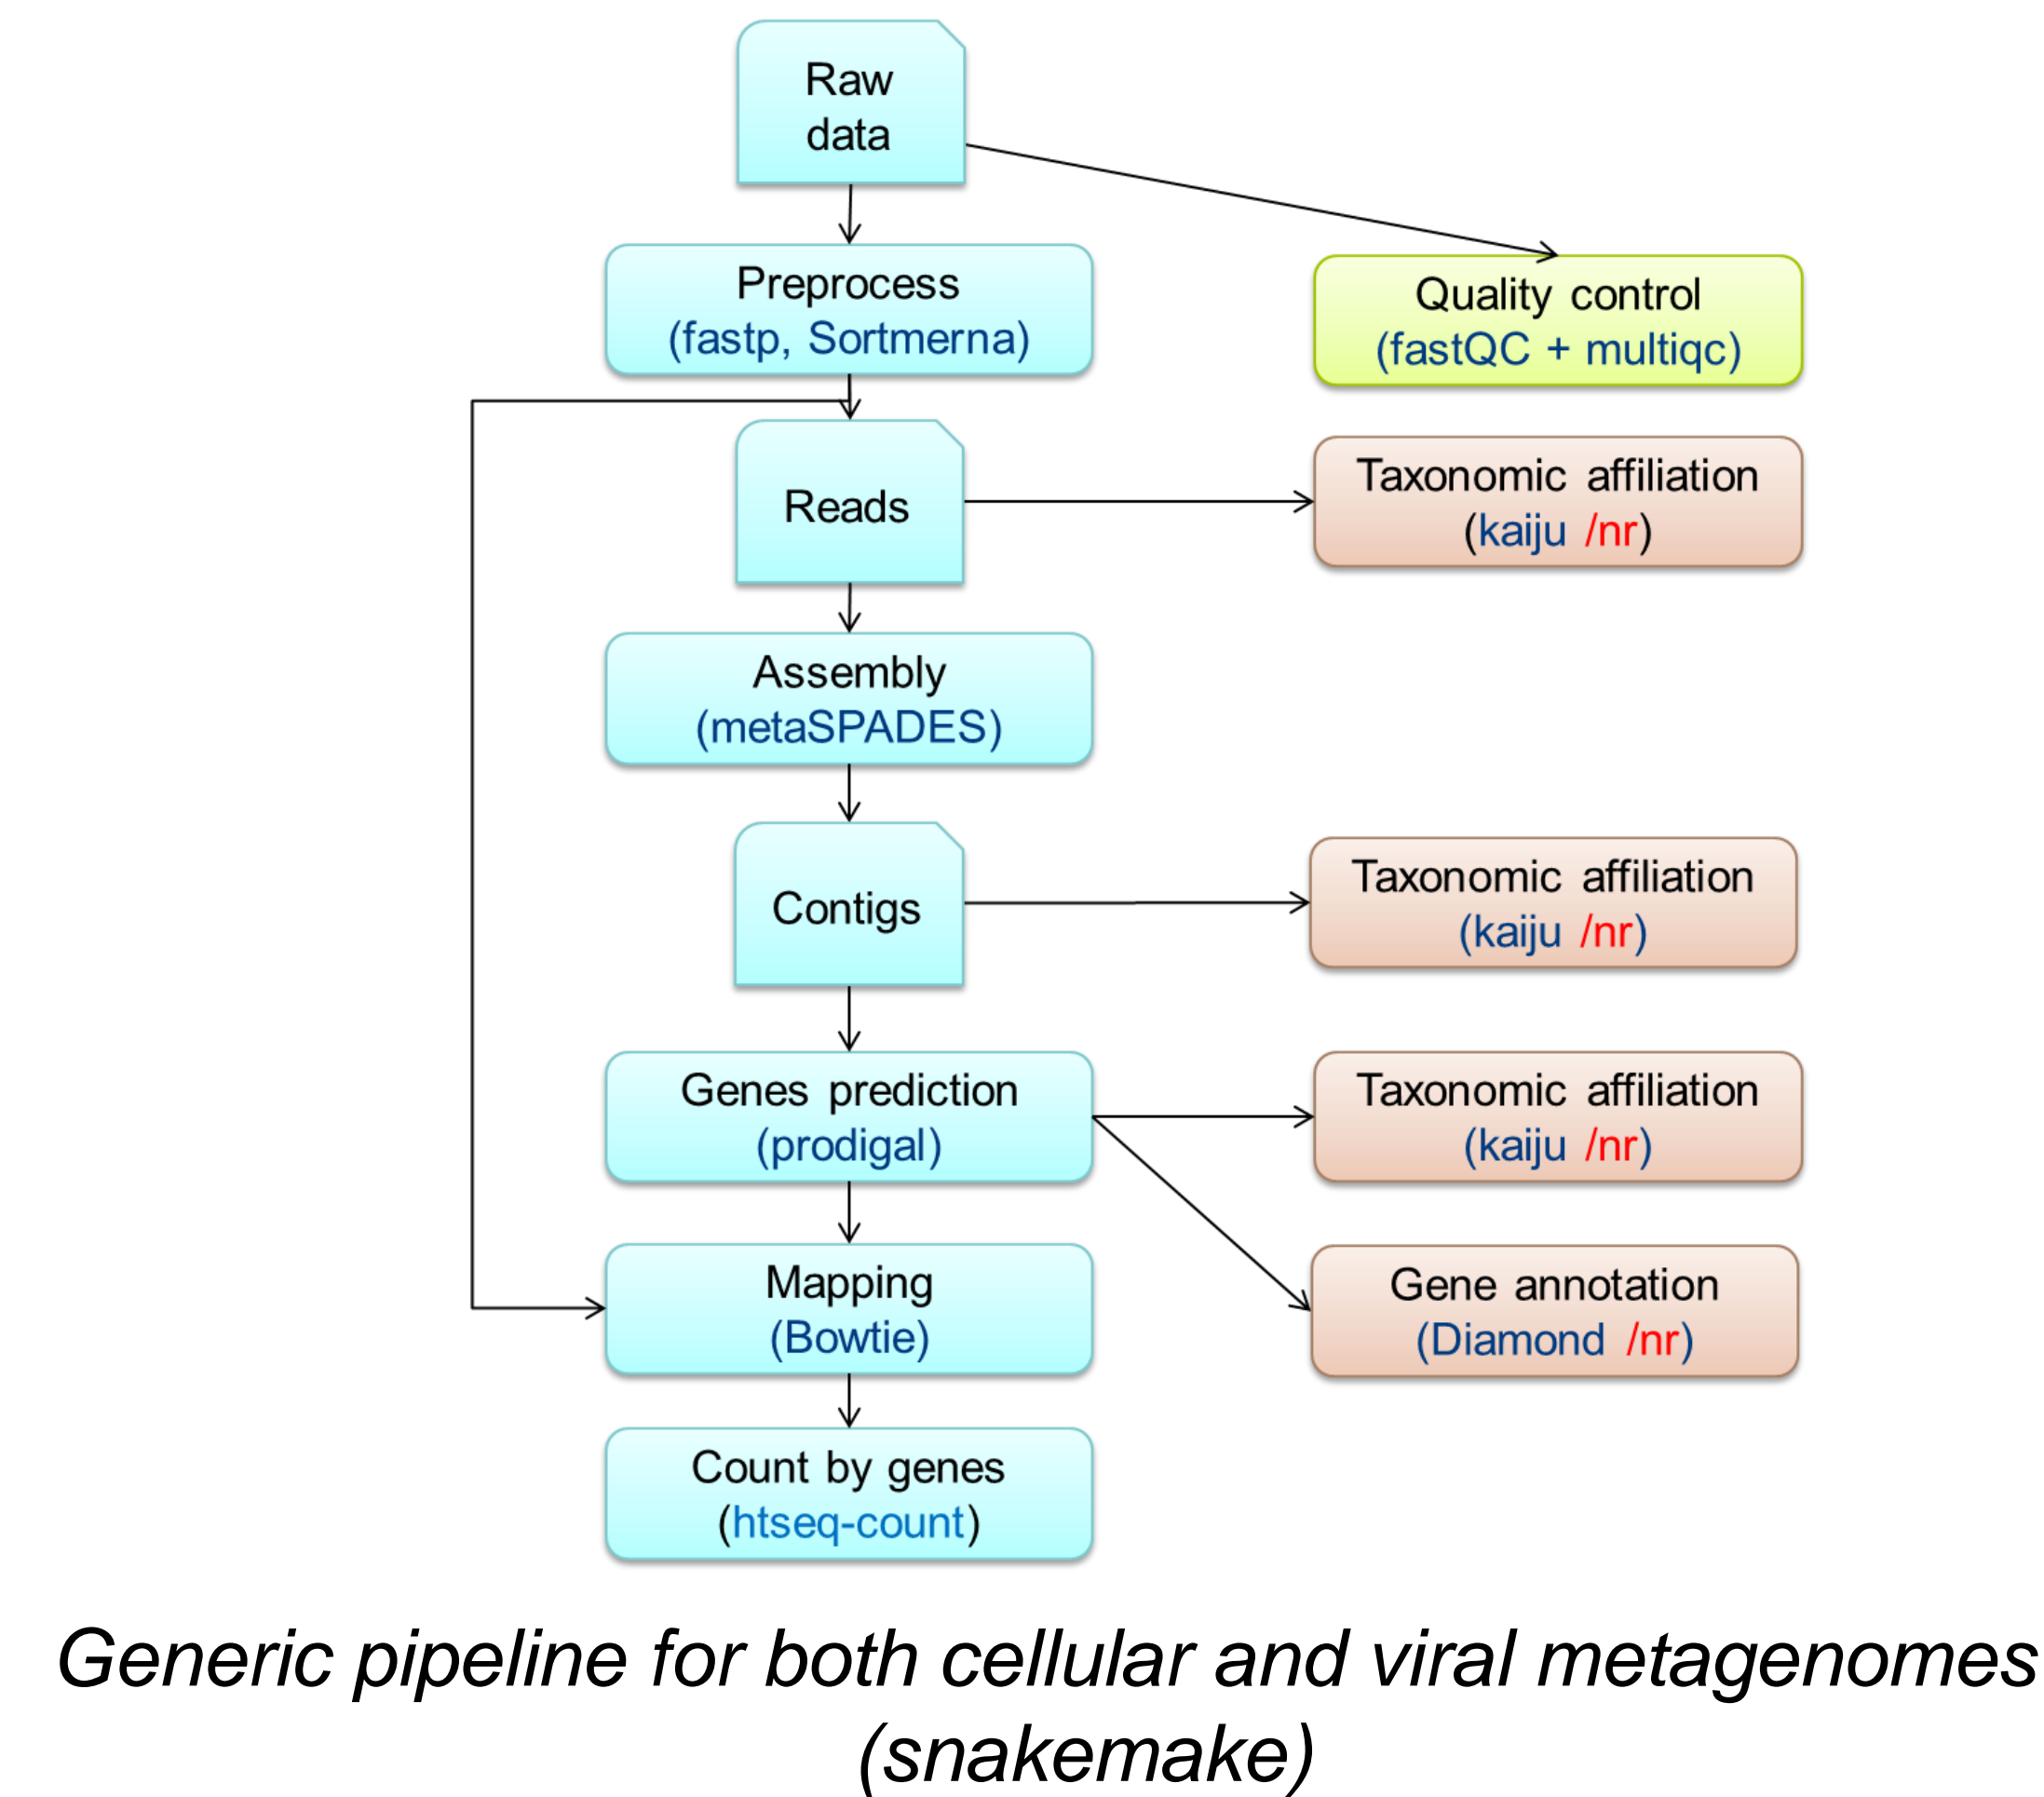 Raw
data
Preprocess
(fastp, Sortmerna)
Quality control
(fastQC + multiqc)
Reads
Taxonomic affiliation
(kaiju /nr)
Assembly
(metaSPADES)
Contigs
Taxonomic affiliation
(kaiju /nr)
Genes prediction
(prodigal)
Taxonomic affiliation
(kaiju /nr)
Mapping
(Bowtie)
Gene annotation
(Diamond /nr)
Count by genes
(htseq-count)
Generic pipeline for both cellular and viral metagenomes
(snakemake)